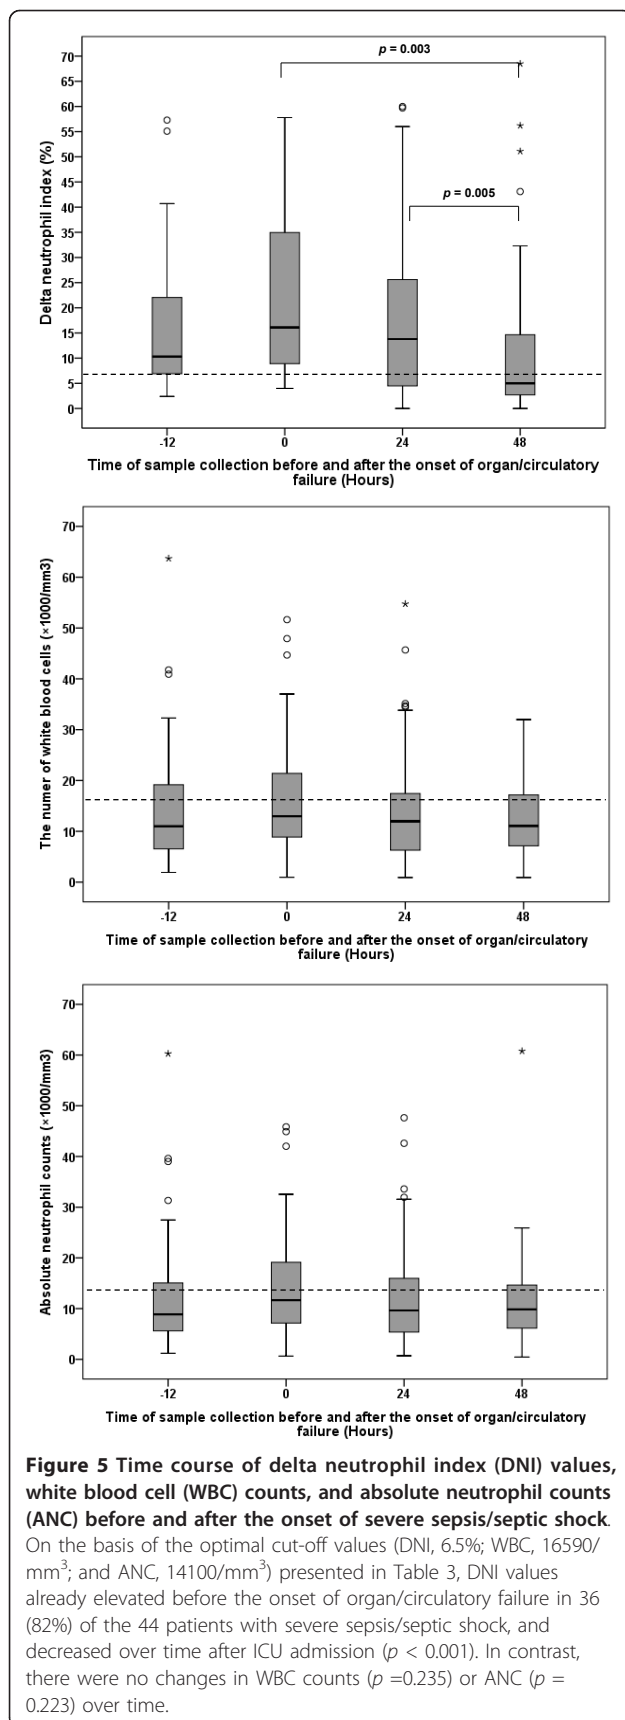 70
65
60
55
50
45
40
35
30
25
20
15
10
5
0
Delta neutrophil index (%)
p = 0.003
p = 0.005
-12
0
24
48
Time of sample collection before and after the onset of organ/circulatory
failure (Hours)
70
60
50
40
30
20
10
0
The numer of white blood cells (×1000/mm3)
-12
0
24
48
Time of sample collection before and after the onset of organ/circulatory
failure (Hours)
70
60
50
40
30
20
10
0
Absolute neutrophil counts (×1000/mm3)
-12
0
24
48
Time of sample collection before and after the onset of organ/circulatory
failure (Hours)
Figure 5 Time course of delta neutrophil index (DNI) values,
white blood cell (WBC) counts, and absolute neutrophil counts
(ANC) before and after the onset of severe sepsis/septic shock.
On the basis of the optimal cut-off values (DNI, 6.5%; WBC, 16590/
mm³; and ANC, 14100/mm³) presented in Table 3, DNI values
already elevated before the onset of organ/circulatory failure in 36
(82%) of the 44 patients with severe sepsis/septic shock, and
decreased over time after ICU admission (p < 0.001). In contrast,
there were no changes in WBC counts (p =0.235) or ANC (p =
0.223) over time.